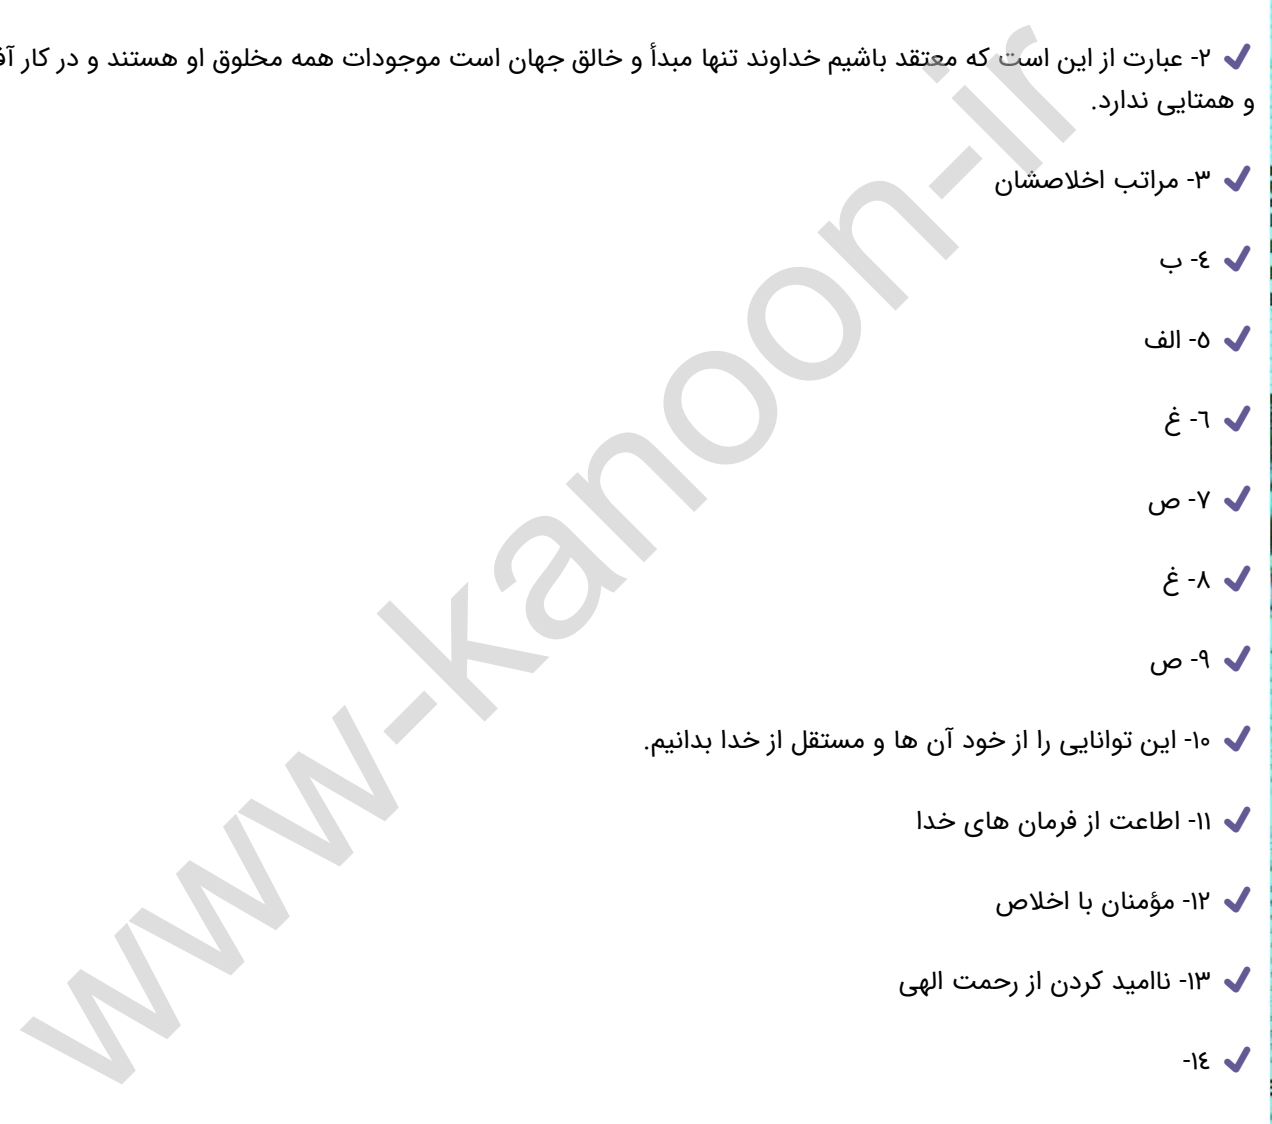 ۲- عبارت از این است که معتقد باشیم خداوند تنها مبدأ و خالق جهان است موجودات همه مخلوق او هستند و در کار
و همتایی ندارد.
۳- مراتب اخلاصشان
٤- ب
٥- الف
٦- غ
۷- ص
۸- غ
۹- ص
۱۰- این توانایی را از خود آن ها و مستقل از خدا بدانیم.
۱۱- اطاعت از فرمان های خدا
۱۲- مؤمنان با اخلاص
۱۳- ناامید کردن از رحمت الهی
۱٤-
www-kanoon-ir